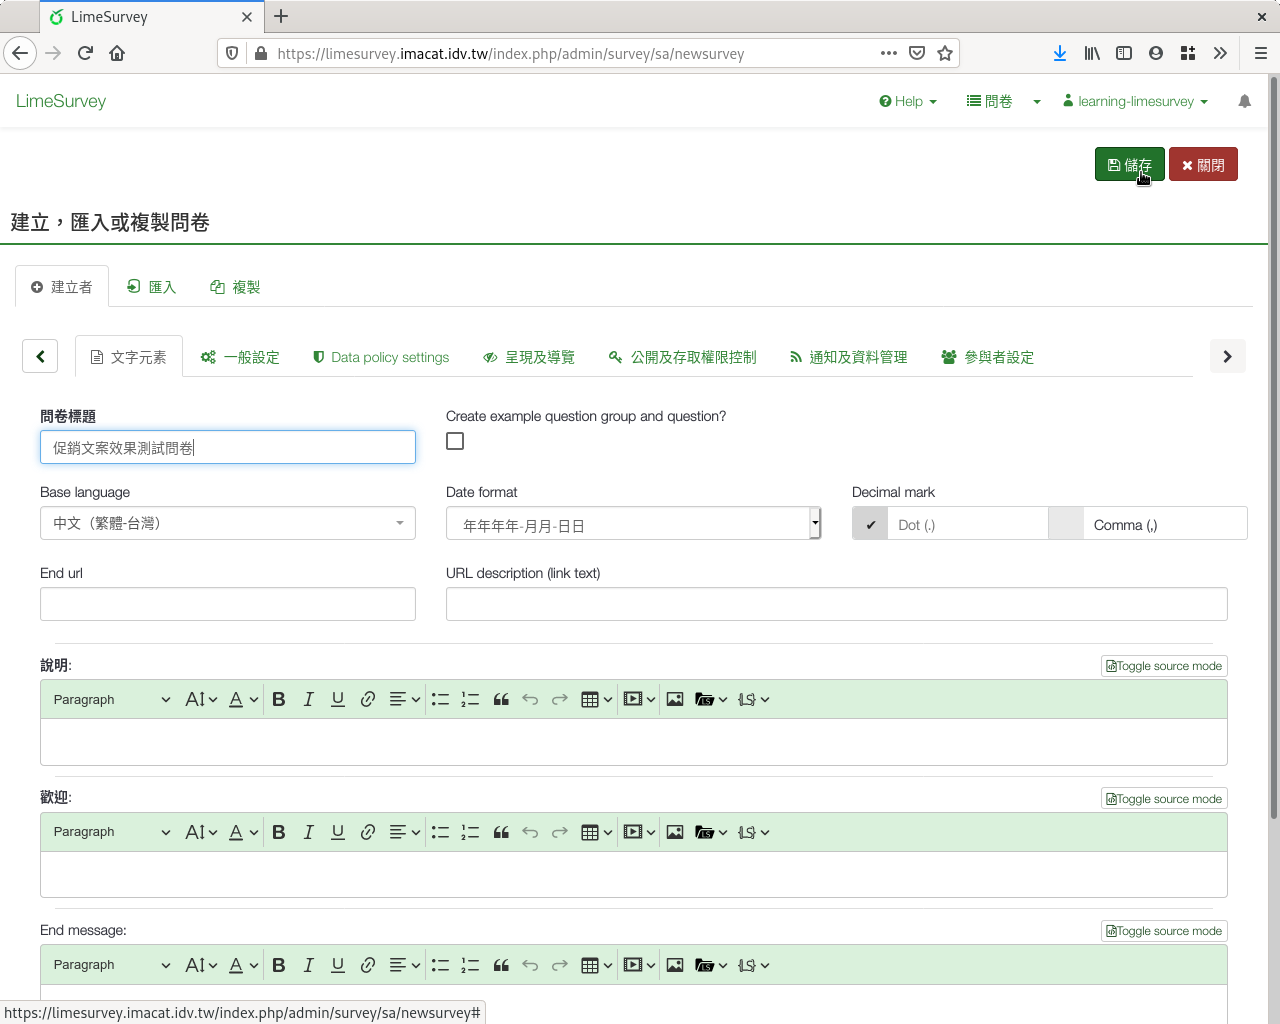 LimeSurvey
https://limesurvey.imacat.idv.tw/index.php/admin/survey/sa/newsurvey
LimeSurvey
Help
問卷
learning-limesurvey
儲存
關閉
建立，匯入或複製問卷
建立者
匯入
複製
文字元素
一般設定
Data policy settings
呈現及導覽
公開及存取權限控制
通知及資料管理
參與者設定
問卷標題
Create example question group and question?
促銷文案效果測試問卷
Base language
Date format
Decimal mark
中文（繁體-台灣）
年年年年-月月-日日
Dot (.)
Comma (,)
End url
URL description (link text)
說明:
Toggle source mode
Paragraph
歡迎:
Toggle source mode
Paragraph
End message:
Toggle source mode
Paragraph
https://limesurvey.imacat.idv.tw/index.php/admin/survey/sa/newsurvey#